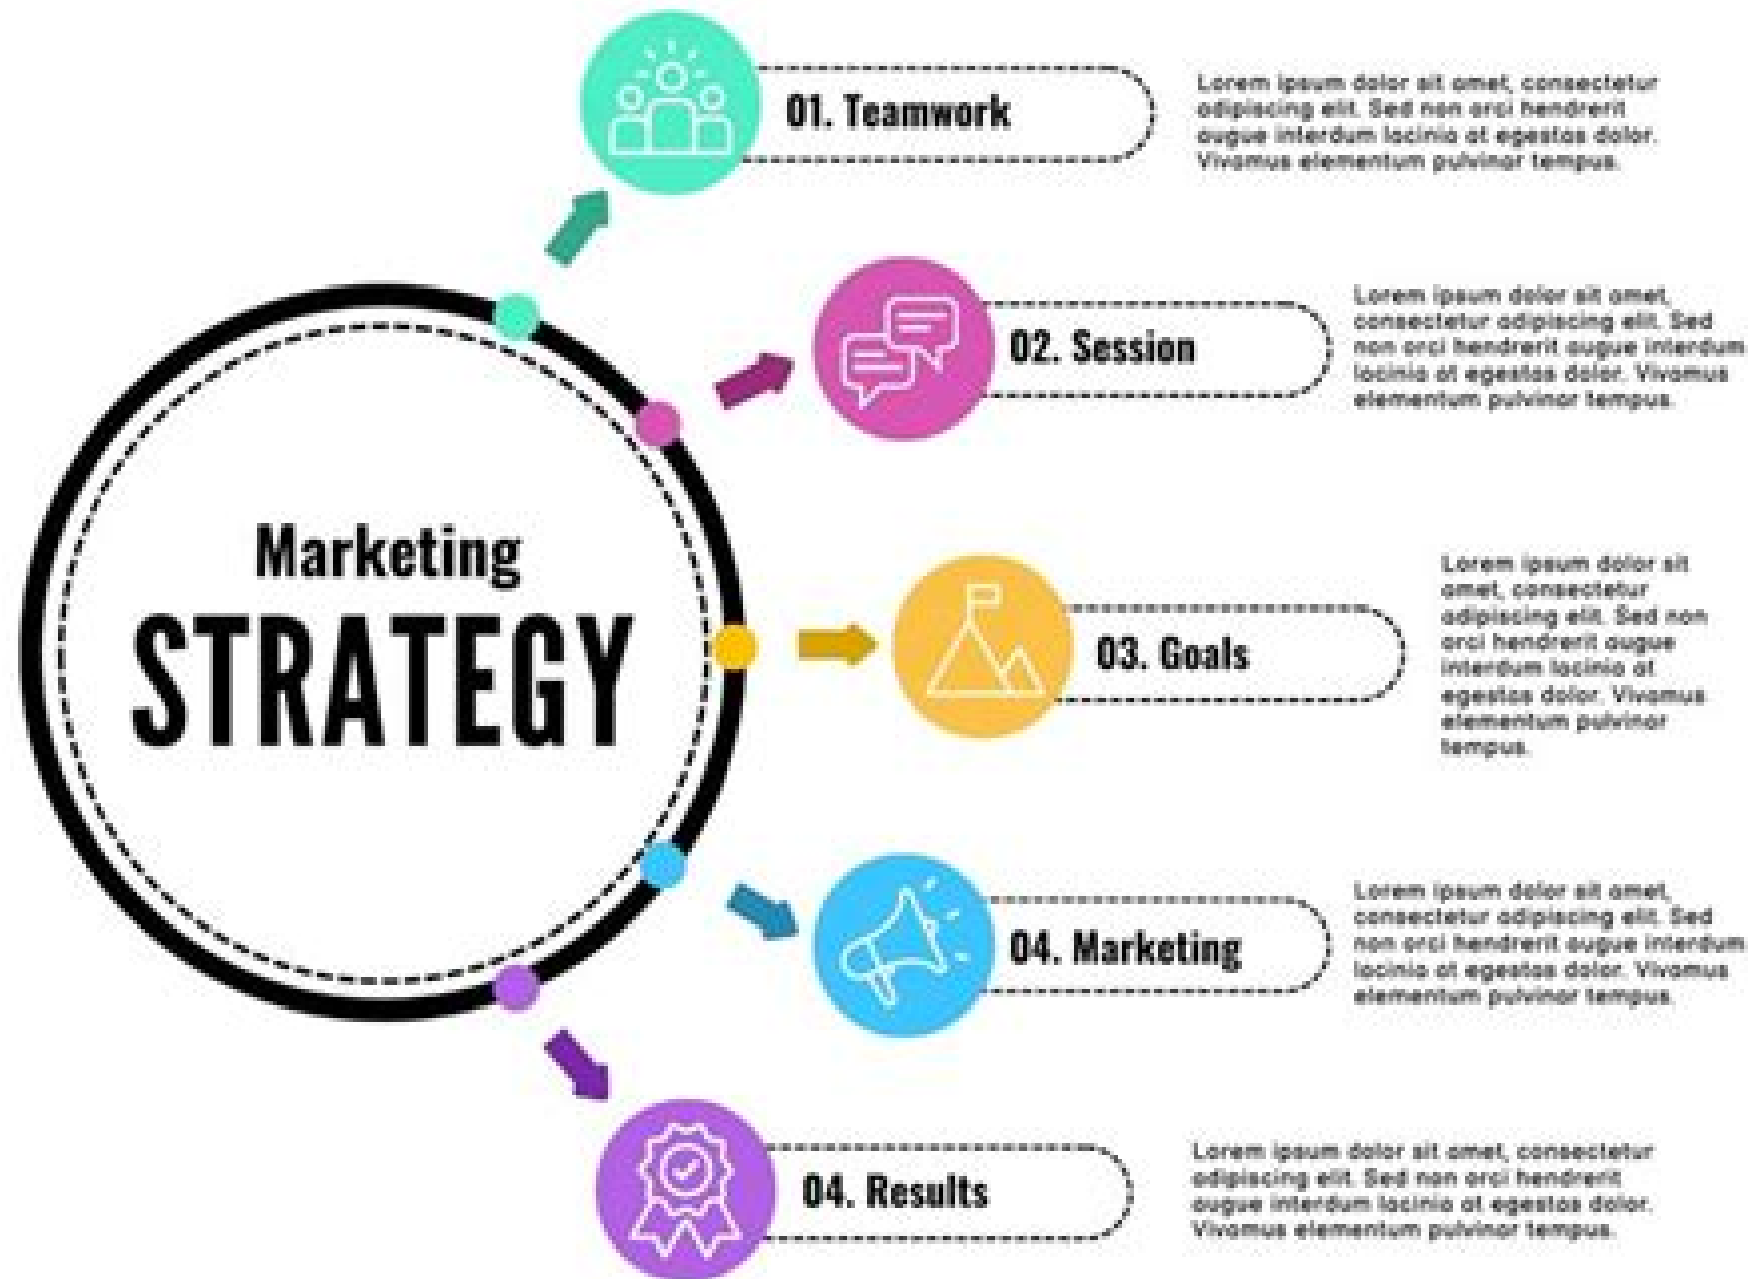 01. Teamwork
Lorem ipsum dolor sit amet, consectetur
adipiscing elit. Sed non orci hendrerit
augue interdum lacinia at egestas dolor.
Vivamus elementum pulvinar tempus.
02. Session
Lorem ipsum dolor sit amet,
consectetur adipiscing elit. Sed
non orci hendrerit augue interdum
lacinia at egestas dolor. Vivamus
elementum pulvinar tempus.
Marketing
STRATEGY
03. Goals
Lorem ipsum dolor sit
amet, consectetur
adipiscing elit. Sed non
orci hendrerit augue
interdum lacinia at
egestas dolor. Vivamus
elementum pulvinar
tempus.
04. Marketing
Lorem ipsum dolor sit amet,
consectetur adipiscing elit. Sed
non orci hendrerit augue interdum
lacinia at egestas dolor. Vivamus
elementum pulvinar tempus.
04. Results
Lorem ipsum dolor sit amet, consectetur
adipiscing elit. Sed non orci hendrerit
augue interdum lacinia at egestas dolor.
Vivamus elementum pulvinar tempus.